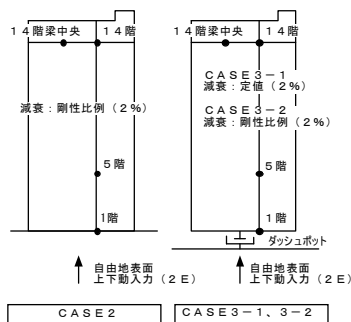 14階梁中央
14階
減衰:剛性比例(2%)
5階
1階
自由地表面
上下動入力(2E)
CASE2
14階梁中央
14階
CASE3-1
減衰:定値(2%)
CASE3-2
減衰:剛性比例(2%)
5階
1階
ダッシュポット
自由地表面
上下動入力(2E)
CASE3-1、3-2